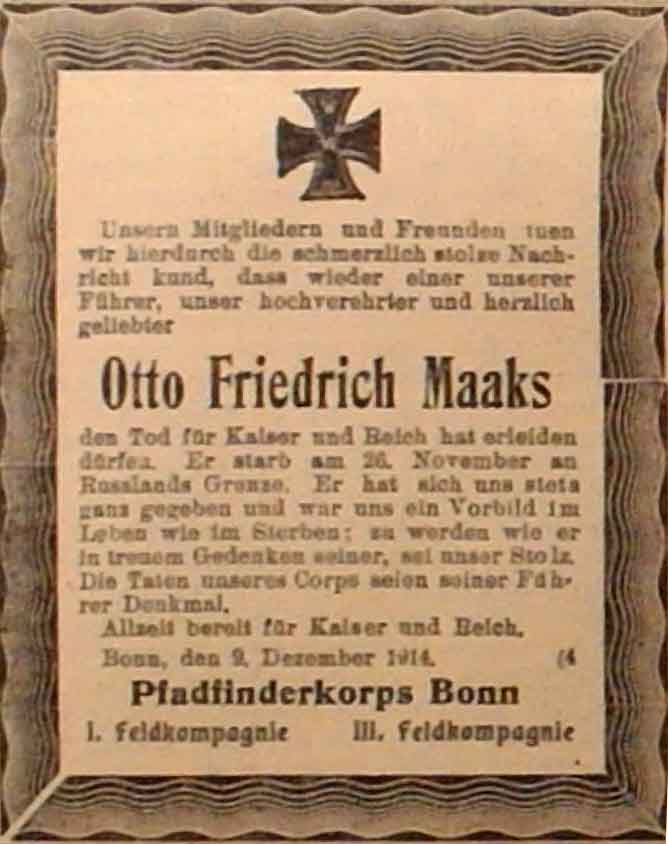 Unsern Mitgliedern und Freunden tuen
wir hierdurch die schmerzlich stolze Nach-
richt kund, dass wieder einer unserer
Führer, unser hochverehrter und herzlich
geliebter
Otto Friedrich Maaks
den Tod für Kaiser und Reich hat erleiden
dürfen. Er starb am 26. November an
Russlands Grenze. Er hat sich uns stets
ganz gegeben und war uns ein Vorbild im
Leben wie im Sterben; zu werden wie er
in treuem Gedenken seiner, sei unser Stolz.
Die Taten unseres Corps seien seiner Füh-
rer Denkmal.
Allzeit bereit für Kaiser und Reich.
Bonn, den 9. Dezember 1914. (4
Pfadfinderkorps Bonn
I. Feldkompagnie III. Feldkompagnie